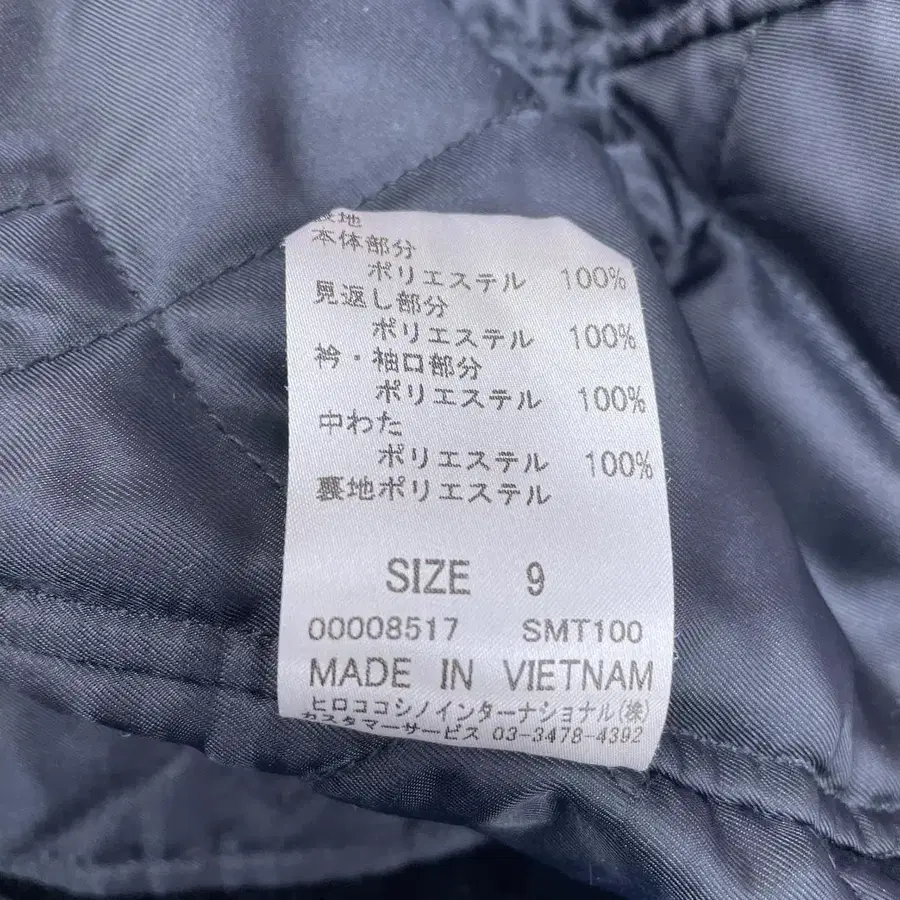 表地
本体部分
ポリエステル 100%
見返し部分
ポリエステル 100%
衿・袖口部分
ポリエステル 100%
中わた
ポリエステル 100%
裏地ポリエステル
SIZE 9
00008517 SMT100
MADE IN VIETNAM
ヒロココシノインターナショナル(株)
カスタマーサービス 03-3478-4392